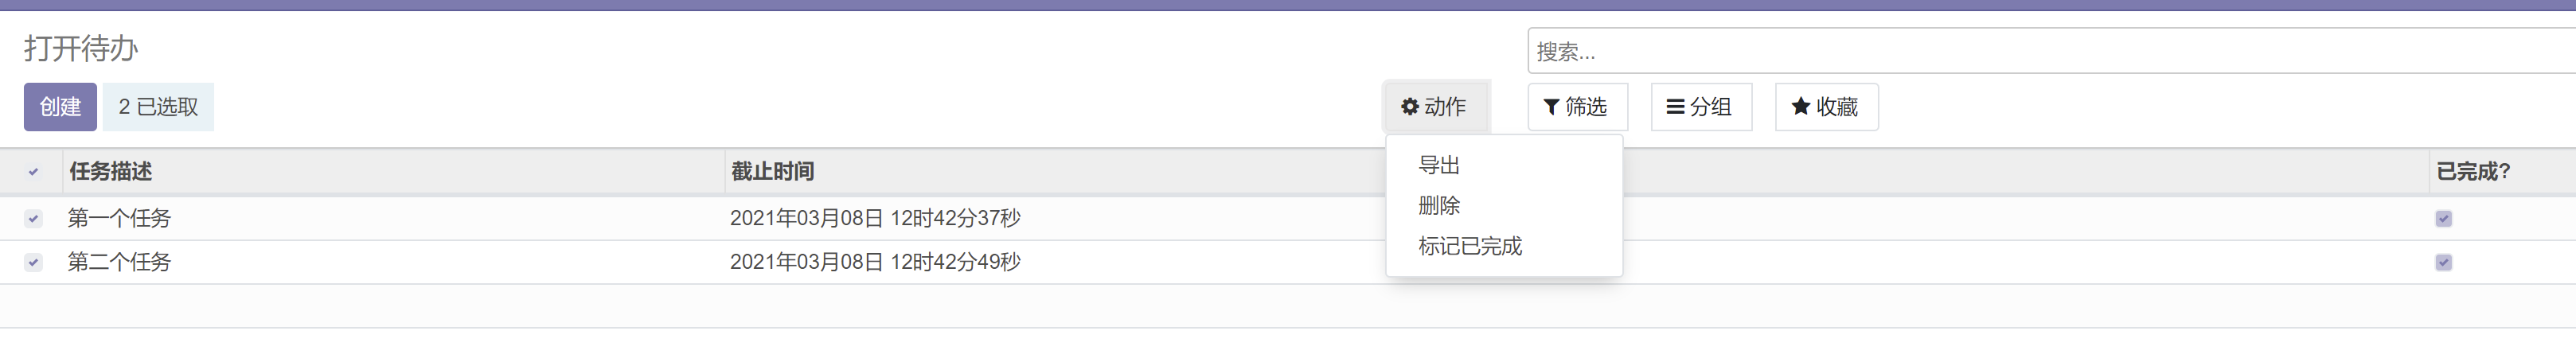 打开待办
搜索...
创建 2 已选取 动作 筛选 分组 收藏
导出
删除
标记已完成
任务描述 截止时间 已完成?
第一个任务 2021年03月08日 12时42分37秒
第二个任务 2021年03月08日 12时42分49秒